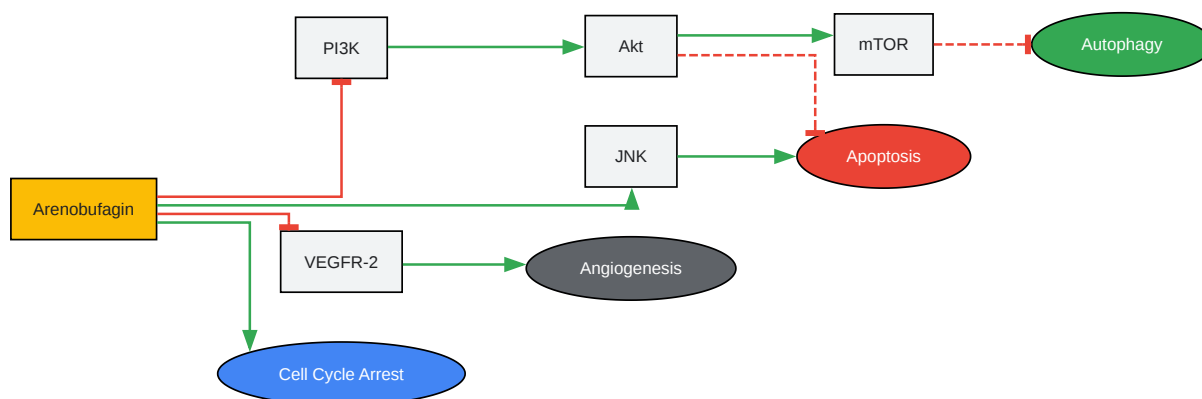 PI3K
Akt
mTOR
Autophagy
JNK
Apoptosis
Arenobufagin
VEGFR-2
Angiogenesis
Cell Cycle Arrest